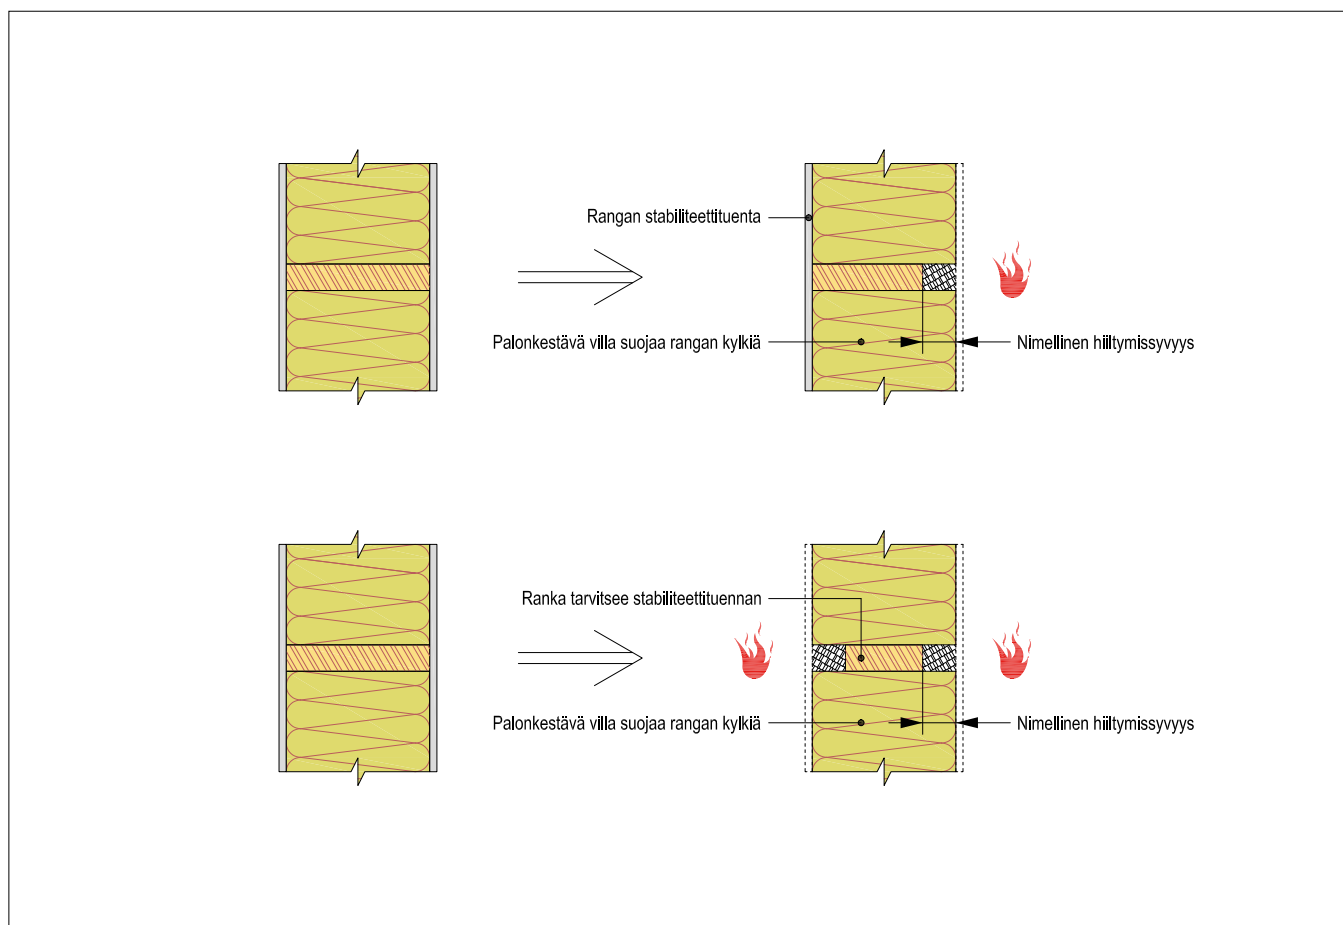 Rangan stabiliteettituenta
Palonkestävä villa suojaa rangan kylkiä
Nimellinen hiiltymissyvyys
Ranka tarvitsee stabiliteettituennan
Palonkestävä villa suojaa rangan kylkiä
Nimellinen hiiltymissyvyys